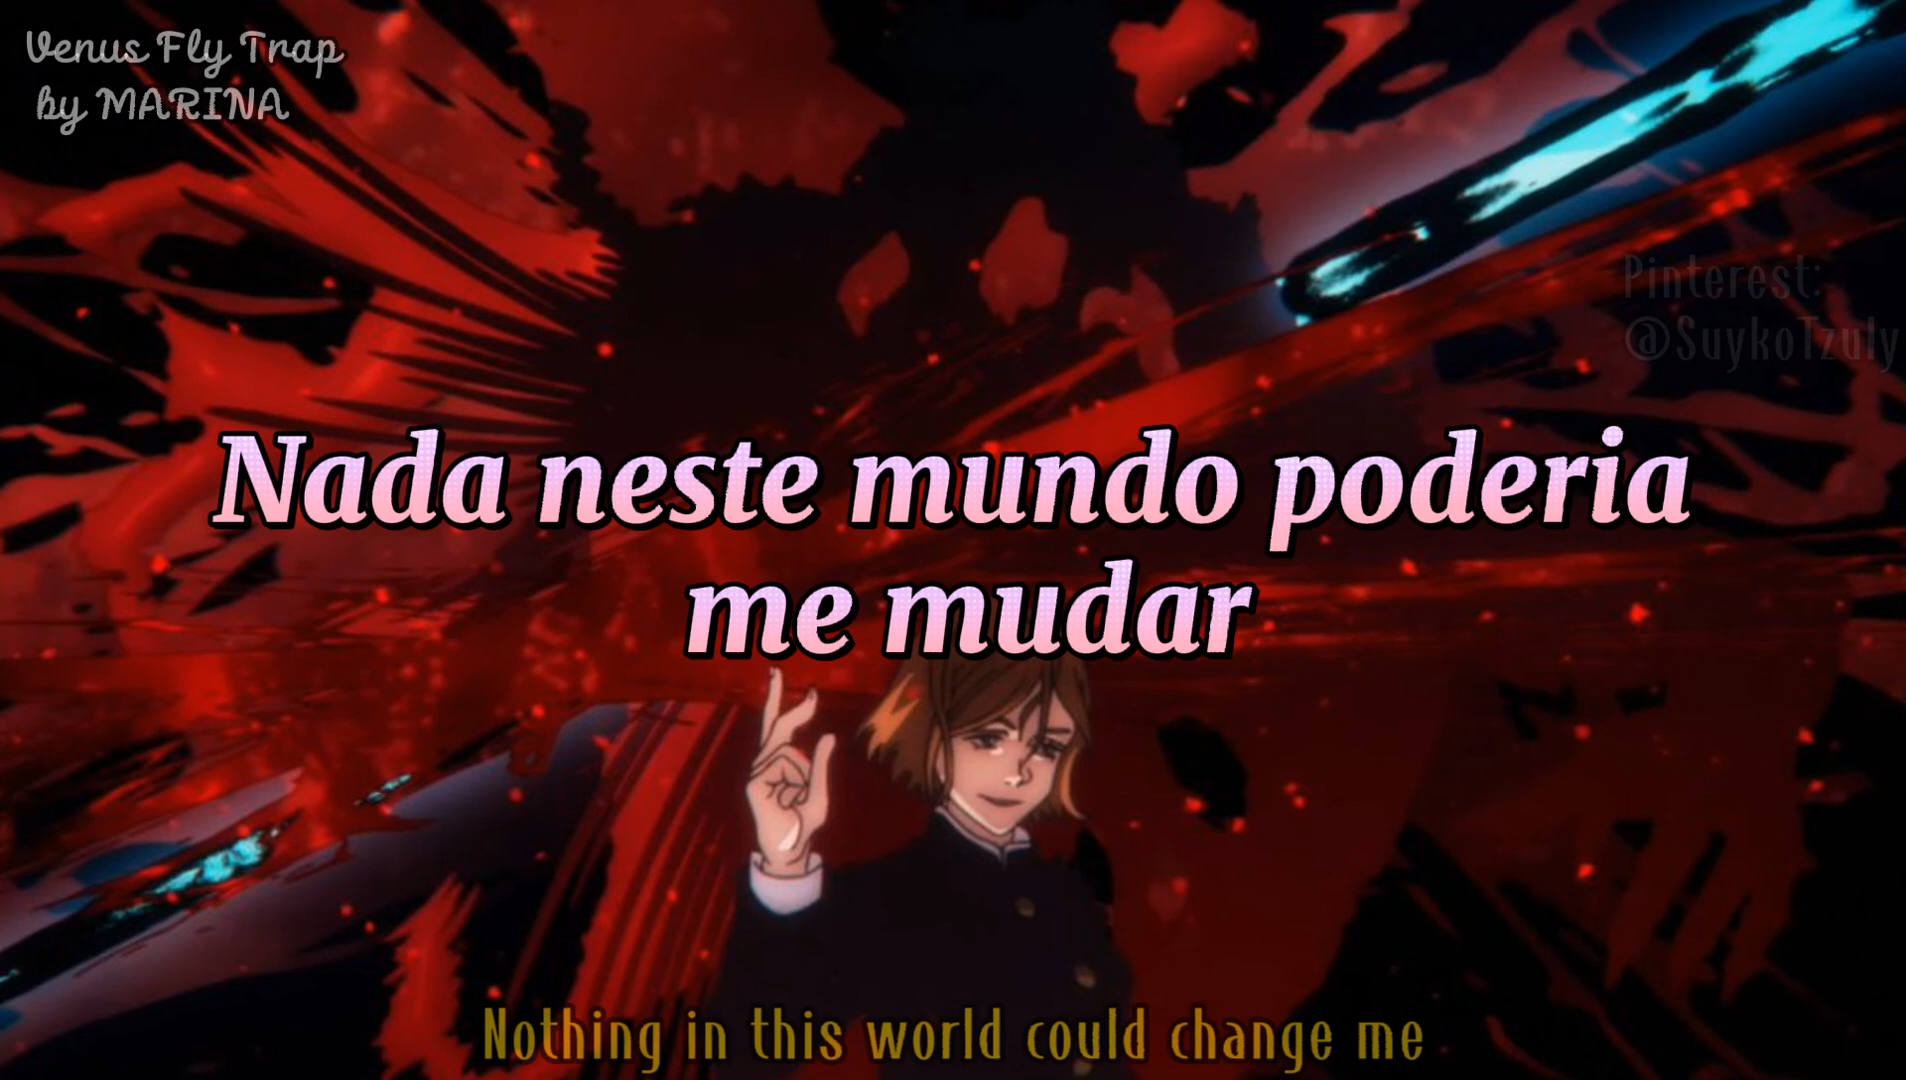 Venus Fly Trap
by MARINA
Pinterest:
@SuykoTzuly
Nada neste mundo poderia
me mudar
Nothing in this world could change me